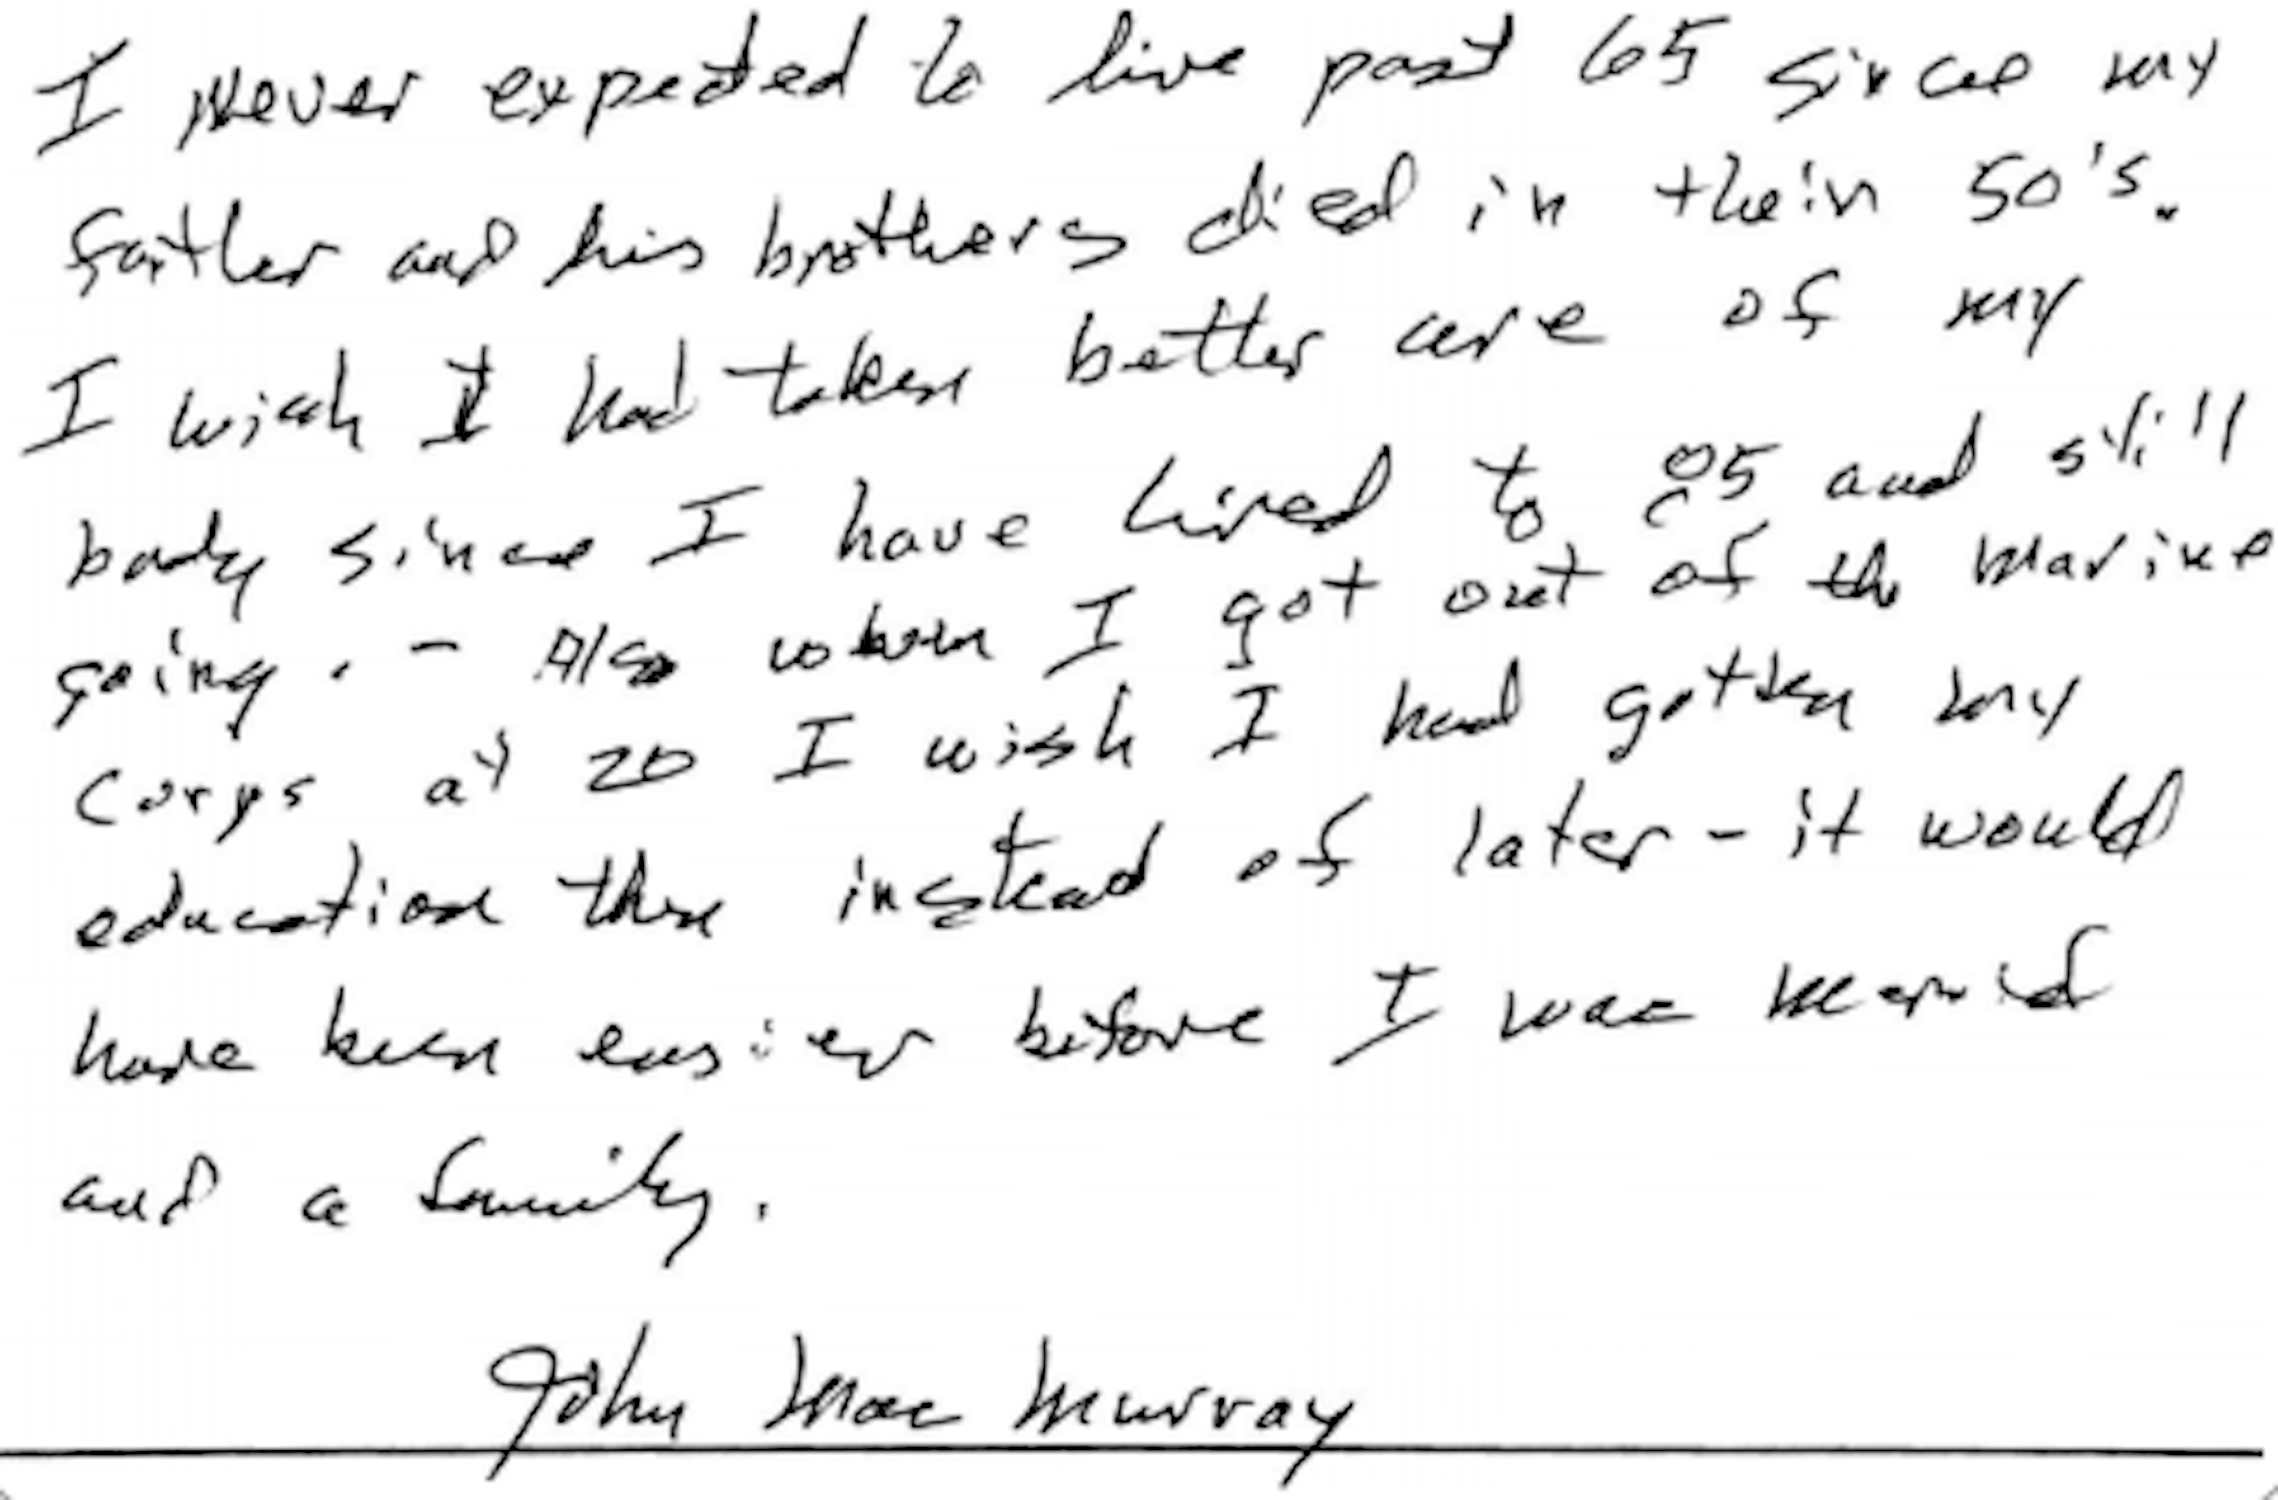 I Never expected to live past 65 since my
father and his brothers died in their 50's.
I wish I had taken better care of my
body since I have lived to 85 and still
going. - Also when I got out of the Marine
Corps at 20 I wish I had gotten my
education then instead of later - it would
have been easier before I was married
and a family.
John Mac Murray